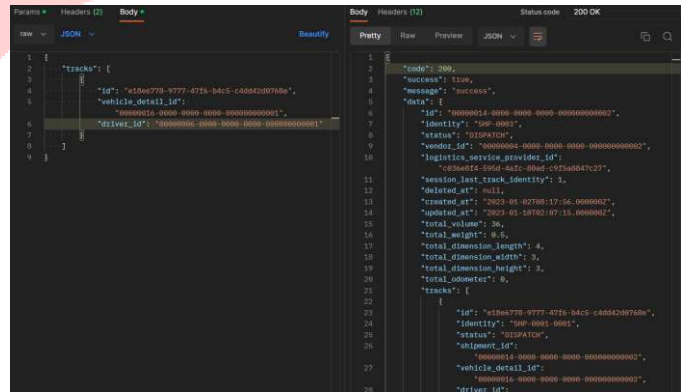 Params Headers (2) Body
raw JSON Beautify
1 {
2 "tracks": [
3 {
4 "id": "e18e6778-9777-47f6-b4c5-c4dd42d0768e",
5 "vehicle_detail_id":
"00000016-0000-0000-0000-000000000001",
6 "driver_id": "00000006-0000-0000-0000-000000000001"
7 }
8 ]
9 }
Body Headers (12) Status code 200 OK
Pretty Raw Preview JSON
1 {
2 "code": 200,
3 "success": true,
4 "message": "success",
5 "data": {
6 "id": "00000014-0000-0000-0000-000000000002",
7 "identity": "SHP-0003",
8 "status": "DISPATCH",
9 "vendor_id": "00000004-0000-0000-0000-000000000002",
10 "logistics_service_provider_id":
"c036e8f4-595d-4afc-80ad-c9f5a8847c27",
11 "session_last_track_identity": 1,
12 "deleted_at": null,
13 "created_at": "2023-01-02T08:17:56.000000Z",
14 "updated_at": "2023-01-18T02:07:15.000000Z",
15 "total_volume": 36,
16 "total_weight": 0.5,
17 "total_dimension_length": 4,
18 "total_dimension_width": 3,
19 "total_dimension_height": 3,
20 "total_odometer": 0,
21 "tracks": [
22 {
23 "id": "e18e6778-9777-47f6-b4c5-c4dd42d0768e",
24 "identity": "SHP-0001-0001",
25 "status": "DISPATCH",
26 "shipment_id":
"00000014-0000-0000-0000-000000000002",
27 "vehicle_detail_id":
"00000016-0000-0000-0000-000000000001",
28 "driver_id":